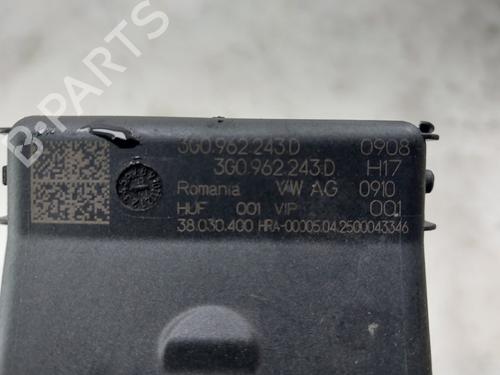 B-PARTS
3G0.962.243.D 0908
3G0.962.243.D H17
Romania VW AG 0910
HUF 001 VIP 001
38.030.400 HRA-00005.04.2500043346